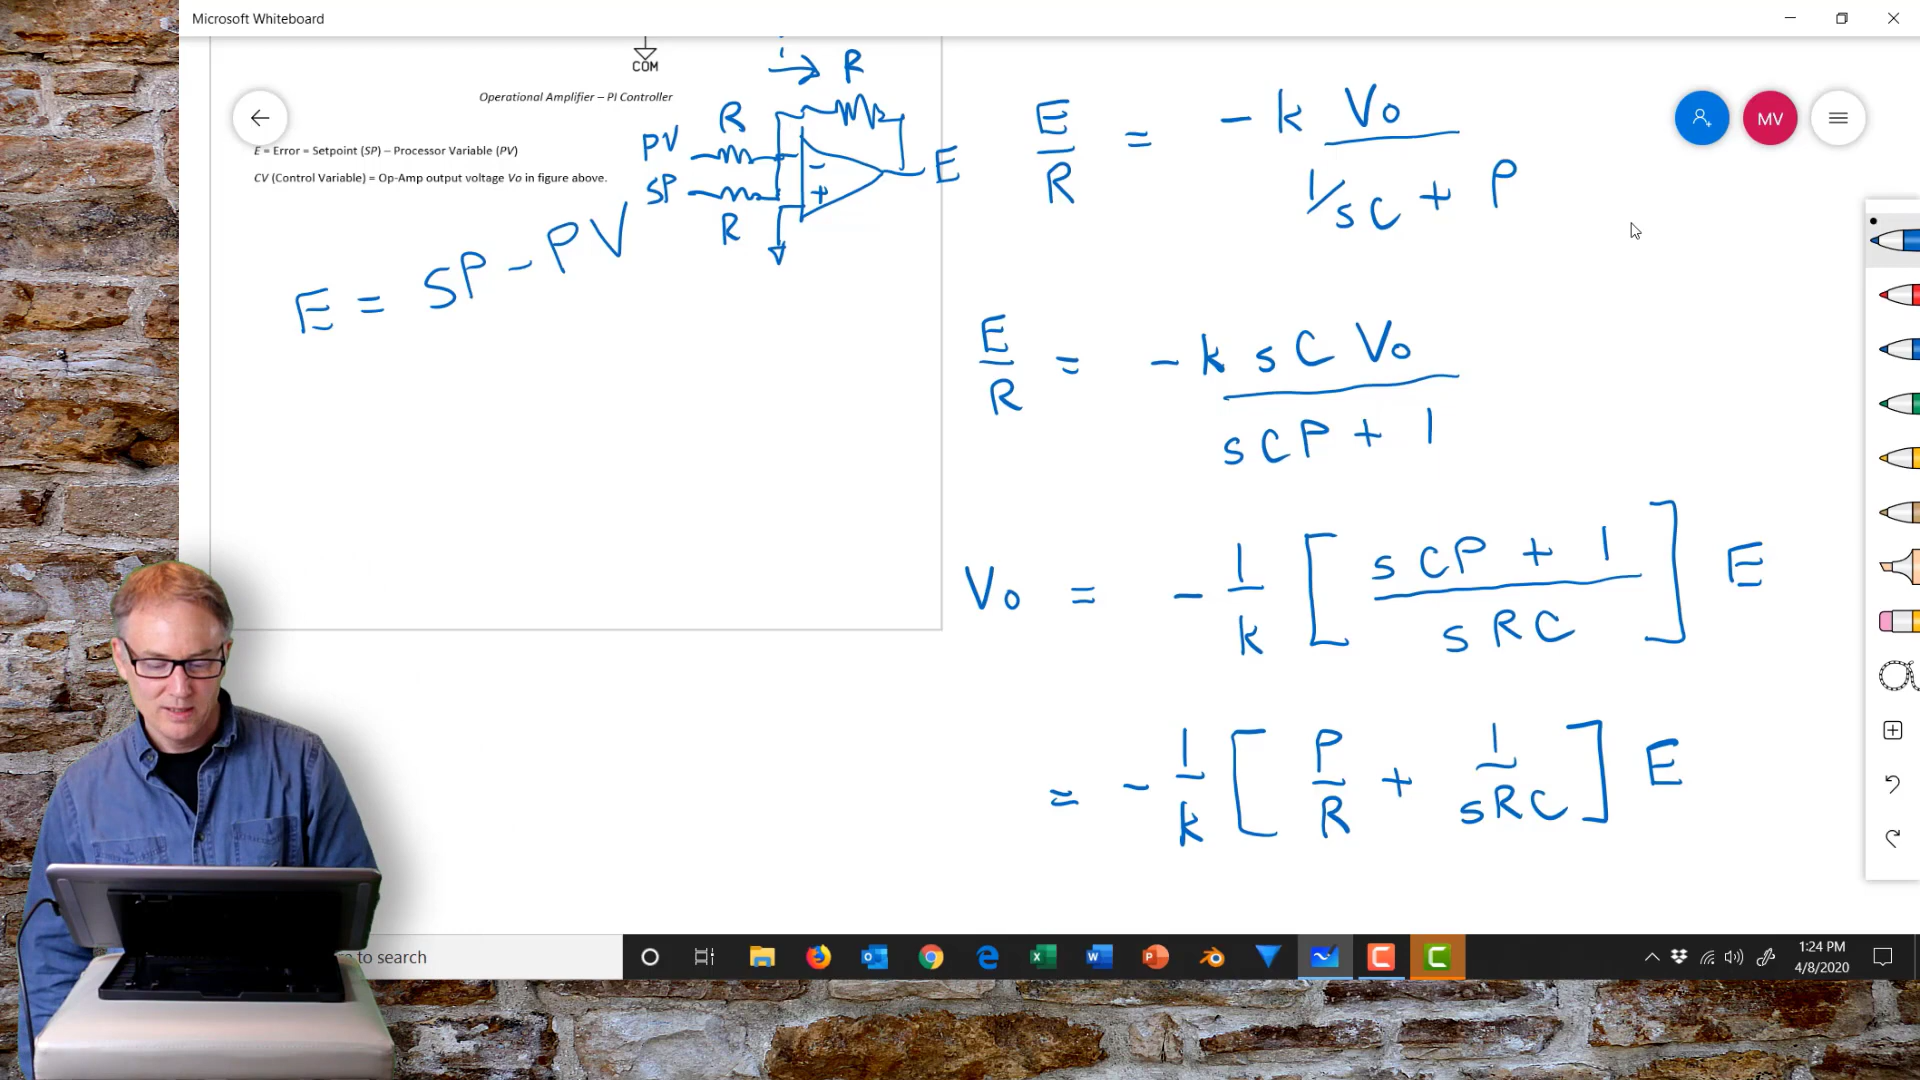 Microsoft Whiteboard
COM
Operational Amplifier – PI Controller
E = Error = Setpoint (SP) – Processor Variable (PV)
CV (Control Variable) = Op-Amp output voltage Vo in figure above.
i
R
PV R
SP
R
-
+
E
E = SP - PV
E/R = -k Vo/(1/sC + P)
E/R = -k sC Vo/(sCP + 1)
Vo = -1/k [(sCP + 1)/(sRC)] E
= -1/k [P/R + 1/(sRC)] E
MV
e to search
1:24 PM
4/8/2020